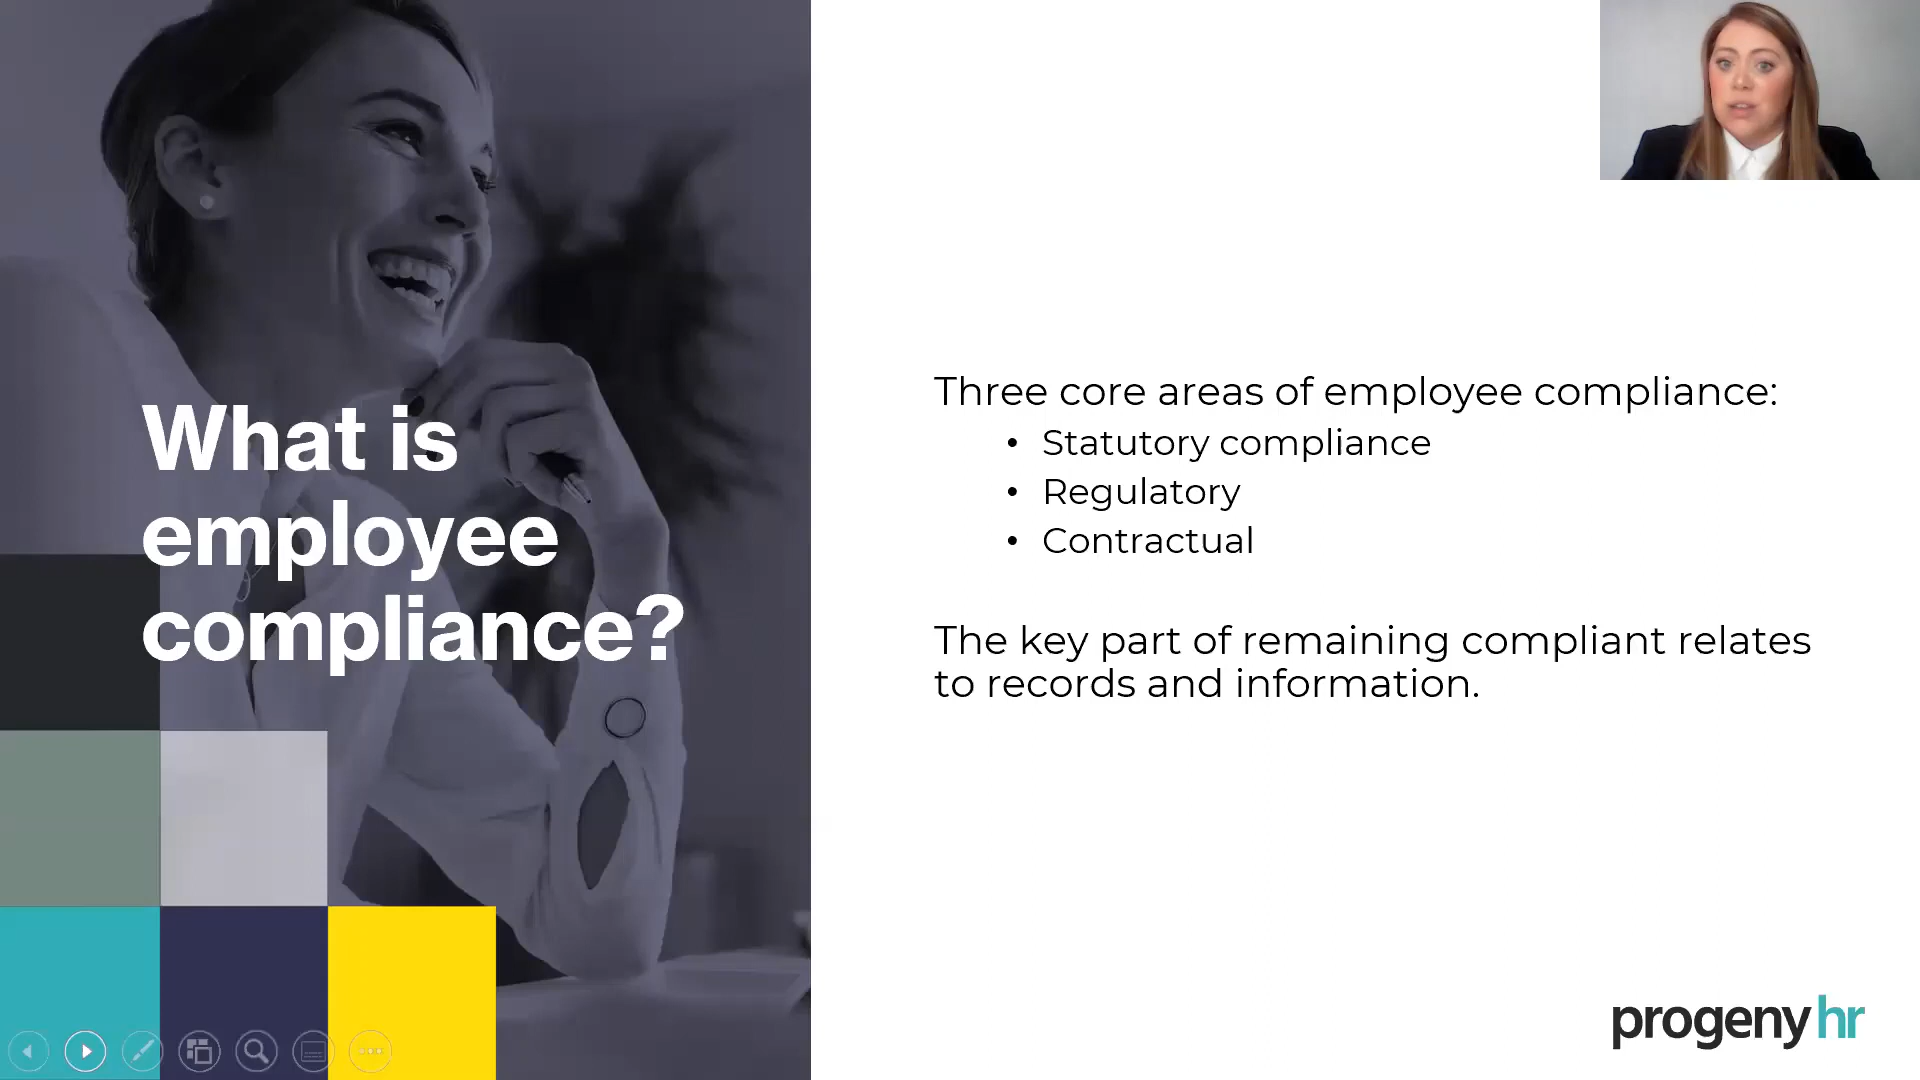 What is
employee
compliance?
Three core areas of employee compliance:
• Statutory compliance
• Regulatory
• Contractual
The key part of remaining compliant relates
to records and information.
progeny hr